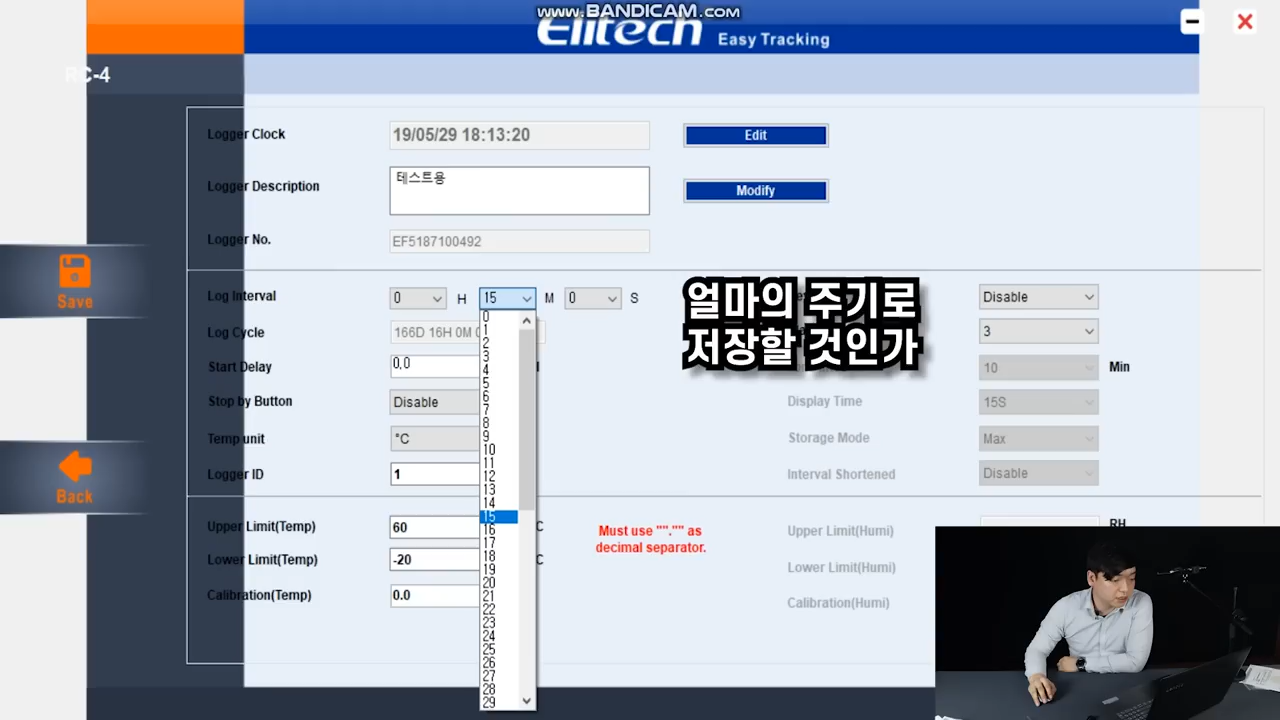 www.BANDICAM.com
Elitech Easy Tracking
RC-4
Logger Clock 19/05/29 18:13:20 Edit
Logger Description 테스트용 Modify
Logger No. EF5187100492
Save
Log Interval 0 H 15 M 0 S Disable
얼마의 주기로
저장할 것인가
Log Cycle 166D 16H 0M 3
Start Delay 0,0 10 Min
Stop by Button Disable Display Time 15S
Temp unit °C Storage Mode Max
Logger ID 1 Interval Shortened Disable
Back
0
1
2
3
4
5
6
7
8
9
10
11
12
13
14
15
16
17
18
19
20
21
22
23
24
25
26
27
28
29
Upper Limit(Temp) 60 C Must use ""."" as Upper Limit(Humi) RH
decimal separator.
Lower Limit(Temp) -20 C Lower Limit(Humi)
Calibration(Temp) 0.0 Calibration(Humi)